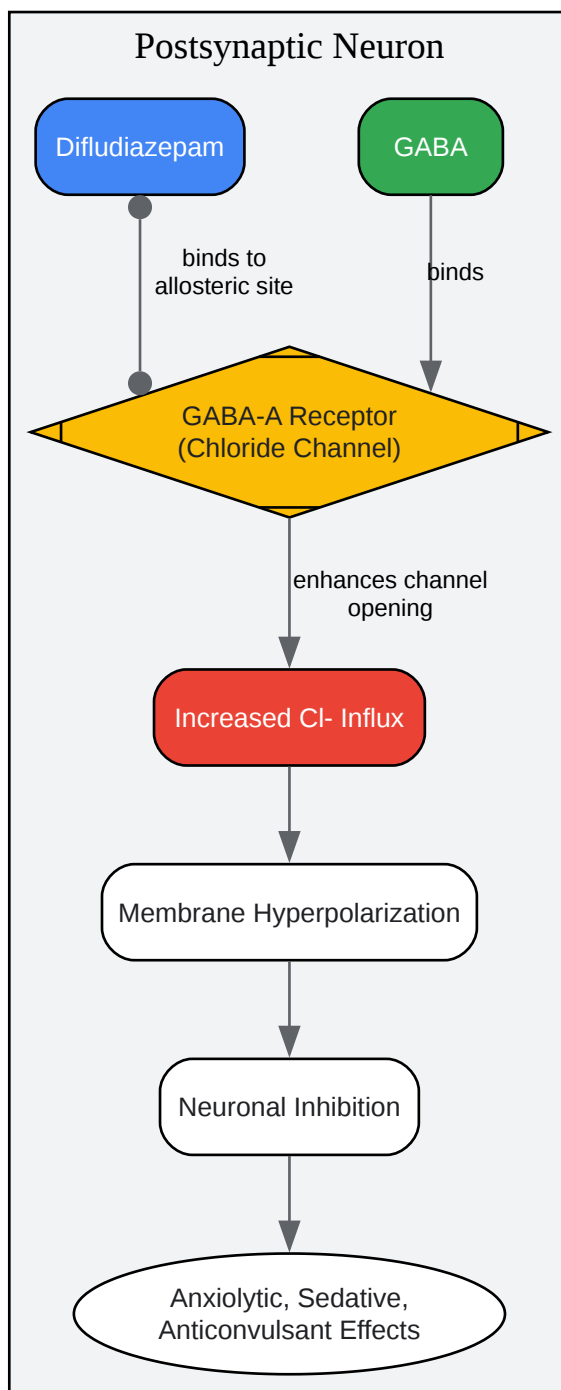 Postsynaptic Neuron
Difludiazepam
GABA
binds to
allosteric site
binds
GABA-A Receptor
(Chloride Channel)
enhances channel
opening
Increased Cl- Influx
Membrane Hyperpolarization
Neuronal Inhibition
Anxiolytic, Sedative,
Anticonvulsant Effects